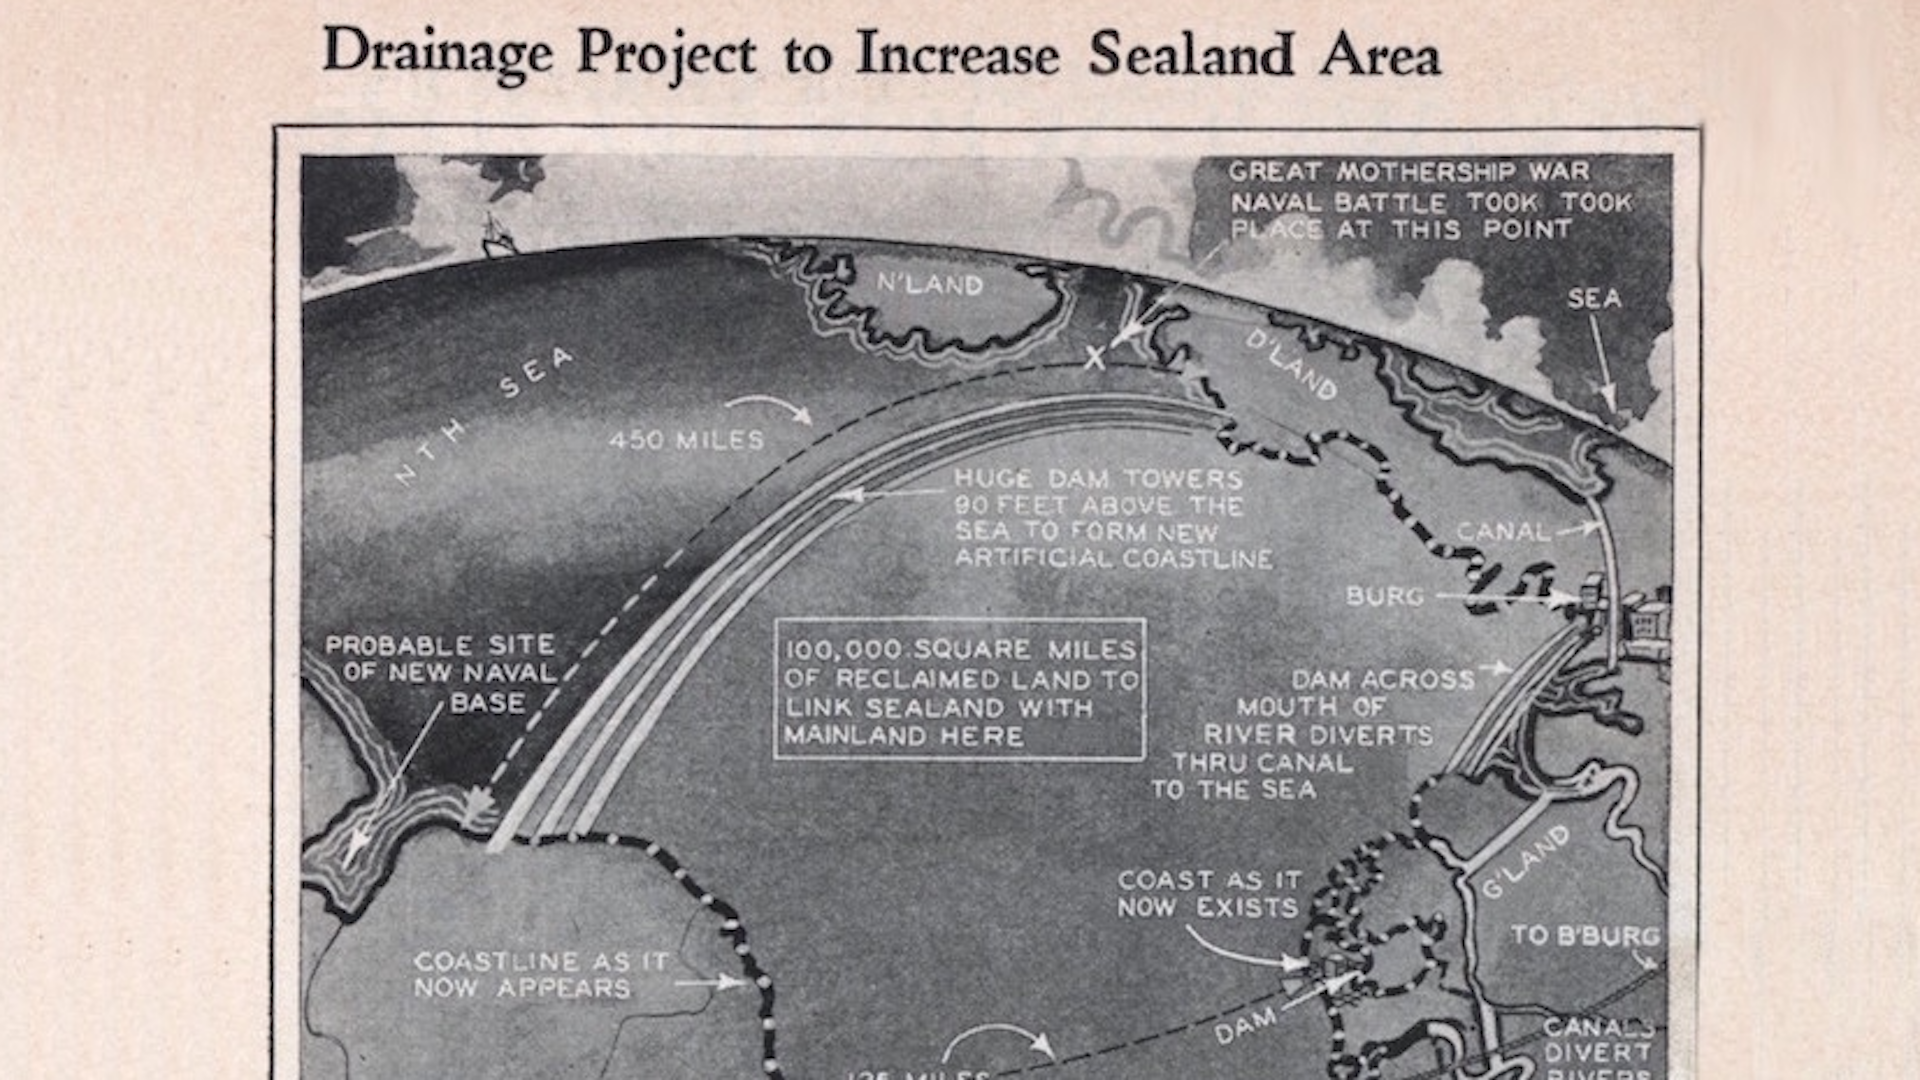 Drainage Project to Increase Sealand Area
GREAT MOTHERSHIP WAR
NAVAL BATTLE TOOK TOOK
PLACE AT THIS POINT
N'LAND
SEA
D'LAND
X
NTH SEA
450 MILES
HUGE DAM TOWERS
90 FEET ABOVE THE
SEA TO FORM NEW
ARTIFICIAL COASTLINE
CANAL
BURG
PROBABLE SITE
OF NEW NAVAL
BASE
100,000 SQUARE MILES
OF RECLAIMED LAND TO
LINK SEALAND WITH
MAINLAND HERE
DAM ACROSS
MOUTH OF
RIVER DIVERTS
THRU CANAL
TO THE SEA
G'LAND
COAST AS IT
NOW EXISTS
TO B'BURG
COASTLINE AS IT
NOW APPEARS
DAM
CANALS
DIVERT
RIVERS
MILES